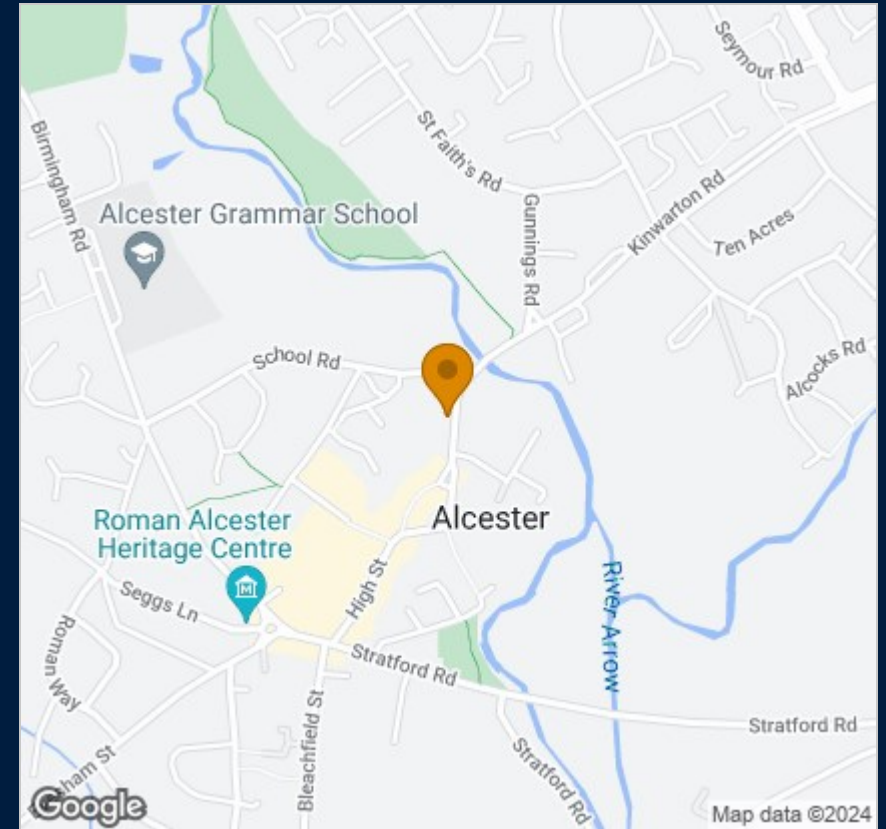 Seymour Rd
Birmingham Rd
St Faith's Rd
Alcester Grammar School
Gunnings Rd
Kinwarton Rd
Ten Acres
School Rd
Alcocks Rd
Roman Alcester
Heritage Centre
Alcester
High St
River Arrow
Seggs Ln
Roman Way
Stratford Rd
Bleachfield St
Stratford Rd
Stratford Rd
St
Google
Map data ©2024